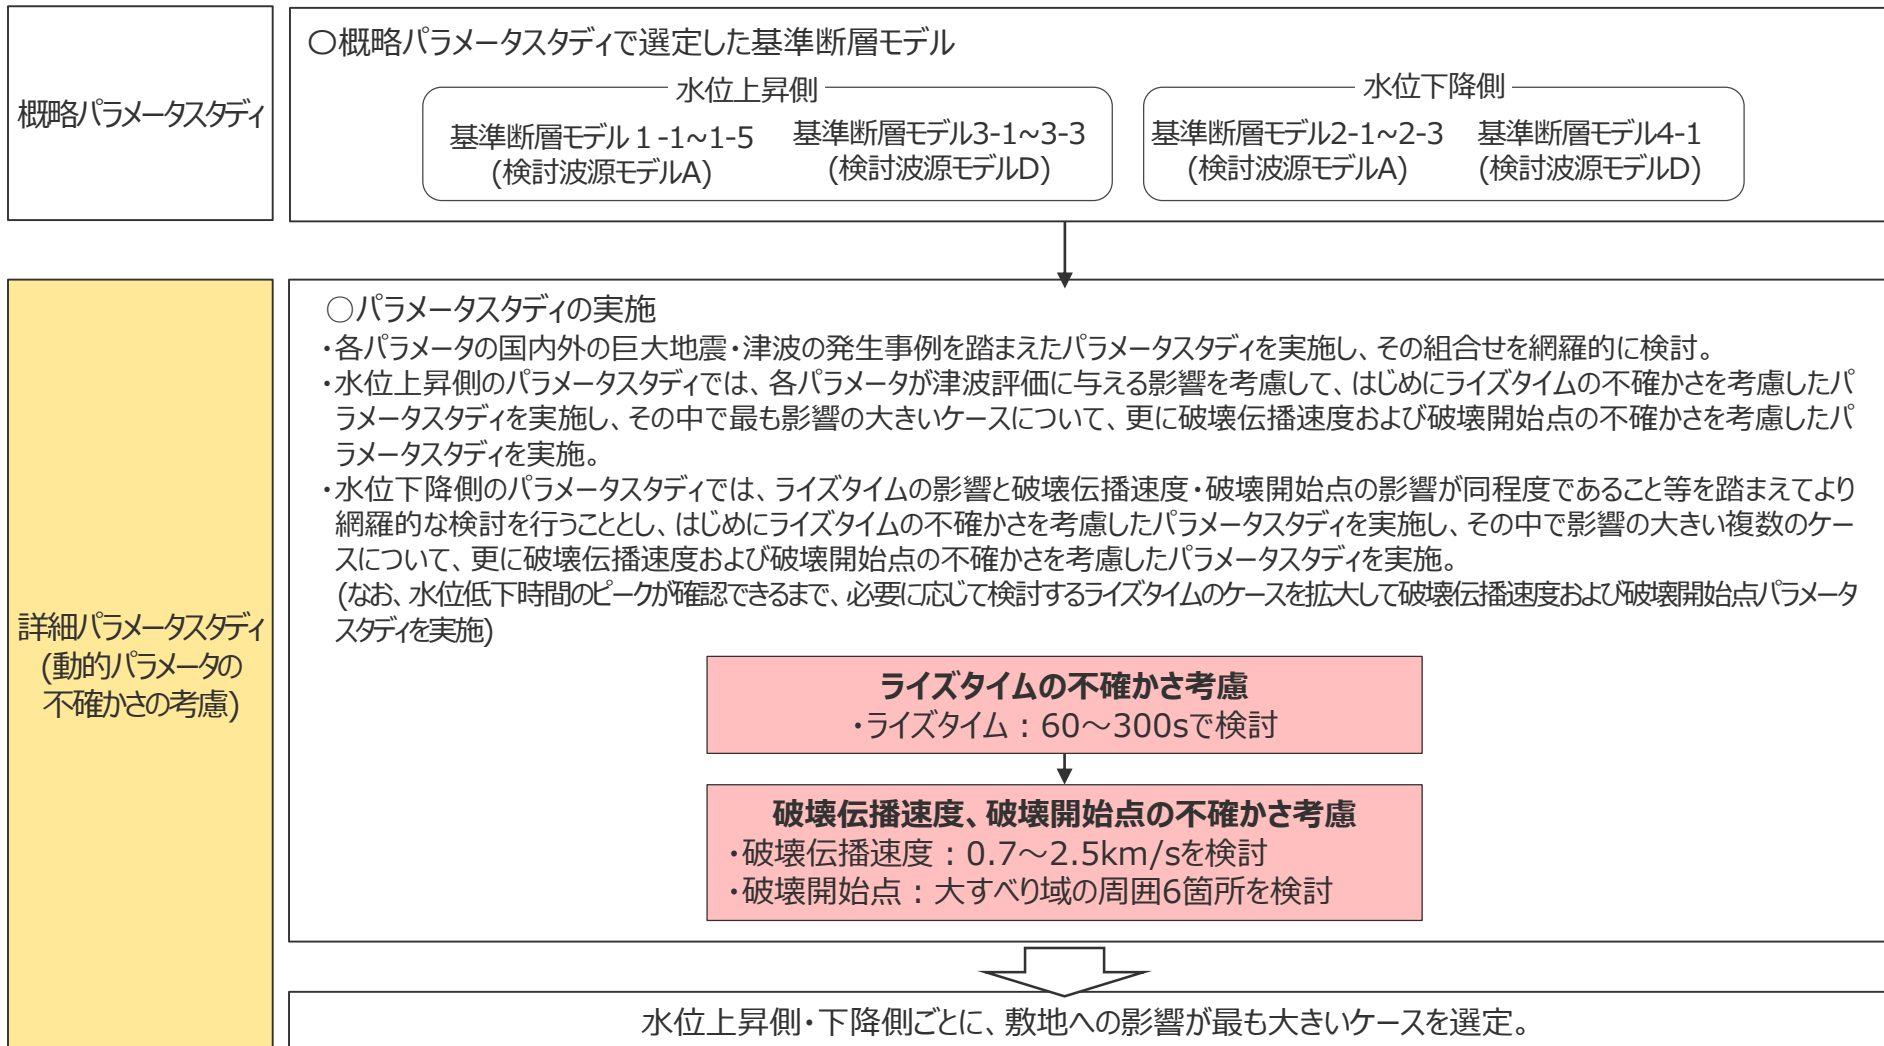 概略パラメータスタディ
〇概略パラメータスタディで選定した基準断層モデル
水位上昇側
基準断層モデル１-1~1-5
(検討波源モデルA)
基準断層モデル3-1~3-3
(検討波源モデルD)
水位下降側
基準断層モデル2-1~2-3
(検討波源モデルA)
基準断層モデル4-1
(検討波源モデルD)
詳細パラメータスタディ
(動的パラメータの
不確かさの考慮)
○パラメータスタディの実施
・各パラメータの国内外の巨大地震・津波の発生事例を踏まえたパラメータスタディを実施し、その組合せを網羅的に検討。
・水位上昇側のパラメータスタディでは、各パラメータが津波評価に与える影響を考慮して、はじめにライズタイムの不確かさを考慮したパ
ラメータスタディを実施し、その中で最も影響の大きいケースについて、更に破壊伝播速度および破壊開始点の不確かさを考慮したパ
ラメータスタディを実施。
・水位下降側のパラメータスタディでは、ライズタイムの影響と破壊伝播速度・破壊開始点の影響が同程度であること等を踏まえてより
網羅的な検討を行うこととし、はじめにライズタイムの不確かさを考慮したパラメータスタディを実施し、その中で影響の大きい複数のケー
スについて、更に破壊伝播速度および破壊開始点の不確かさを考慮したパラメータスタディを実施。
(なお、水位低下時間のピークが確認できるまで、必要に応じて検討するライズタイムのケースを拡大して破壊伝播速度および破壊開始点パラメータ
スタディを実施)
ライズタイムの不確かさ考慮
・ライズタイム：60～300sで検討
破壊伝播速度、破壊開始点の不確かさ考慮
・破壊伝播速度：0.7～2.5km/sを検討
・破壊開始点：大すべり域の周囲6箇所を検討
水位上昇側・下降側ごとに、敷地への影響が最も大きいケースを選定。